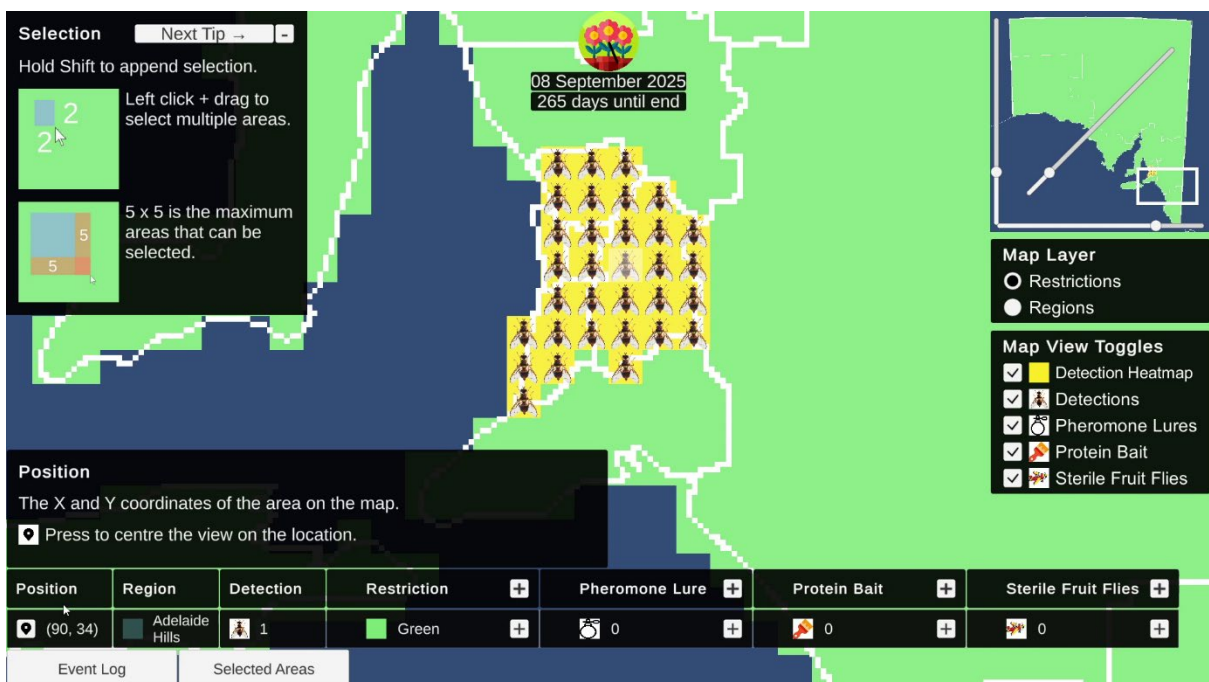 Selection
Next Tip →
-
Hold Shift to append selection.
2
2
Left click + drag to
select multiple areas.
5
5
5 x 5 is the maximum
areas that can be
selected.
08 September 2025
265 days until end
Map Layer
Restrictions
Regions
Map View Toggles
Detection Heatmap
Detections
Pheromone Lures
Protein Bait
Sterile Fruit Flies
Position
The X and Y coordinates of the area on the map.
Press to centre the view on the location.
Position Region Detection Restriction + Pheromone Lure + Protein Bait + Sterile Fruit Flies +
(90, 34) Adelaide Hills 1 Green + 0 + 0 + 0 +
Event Log Selected Areas